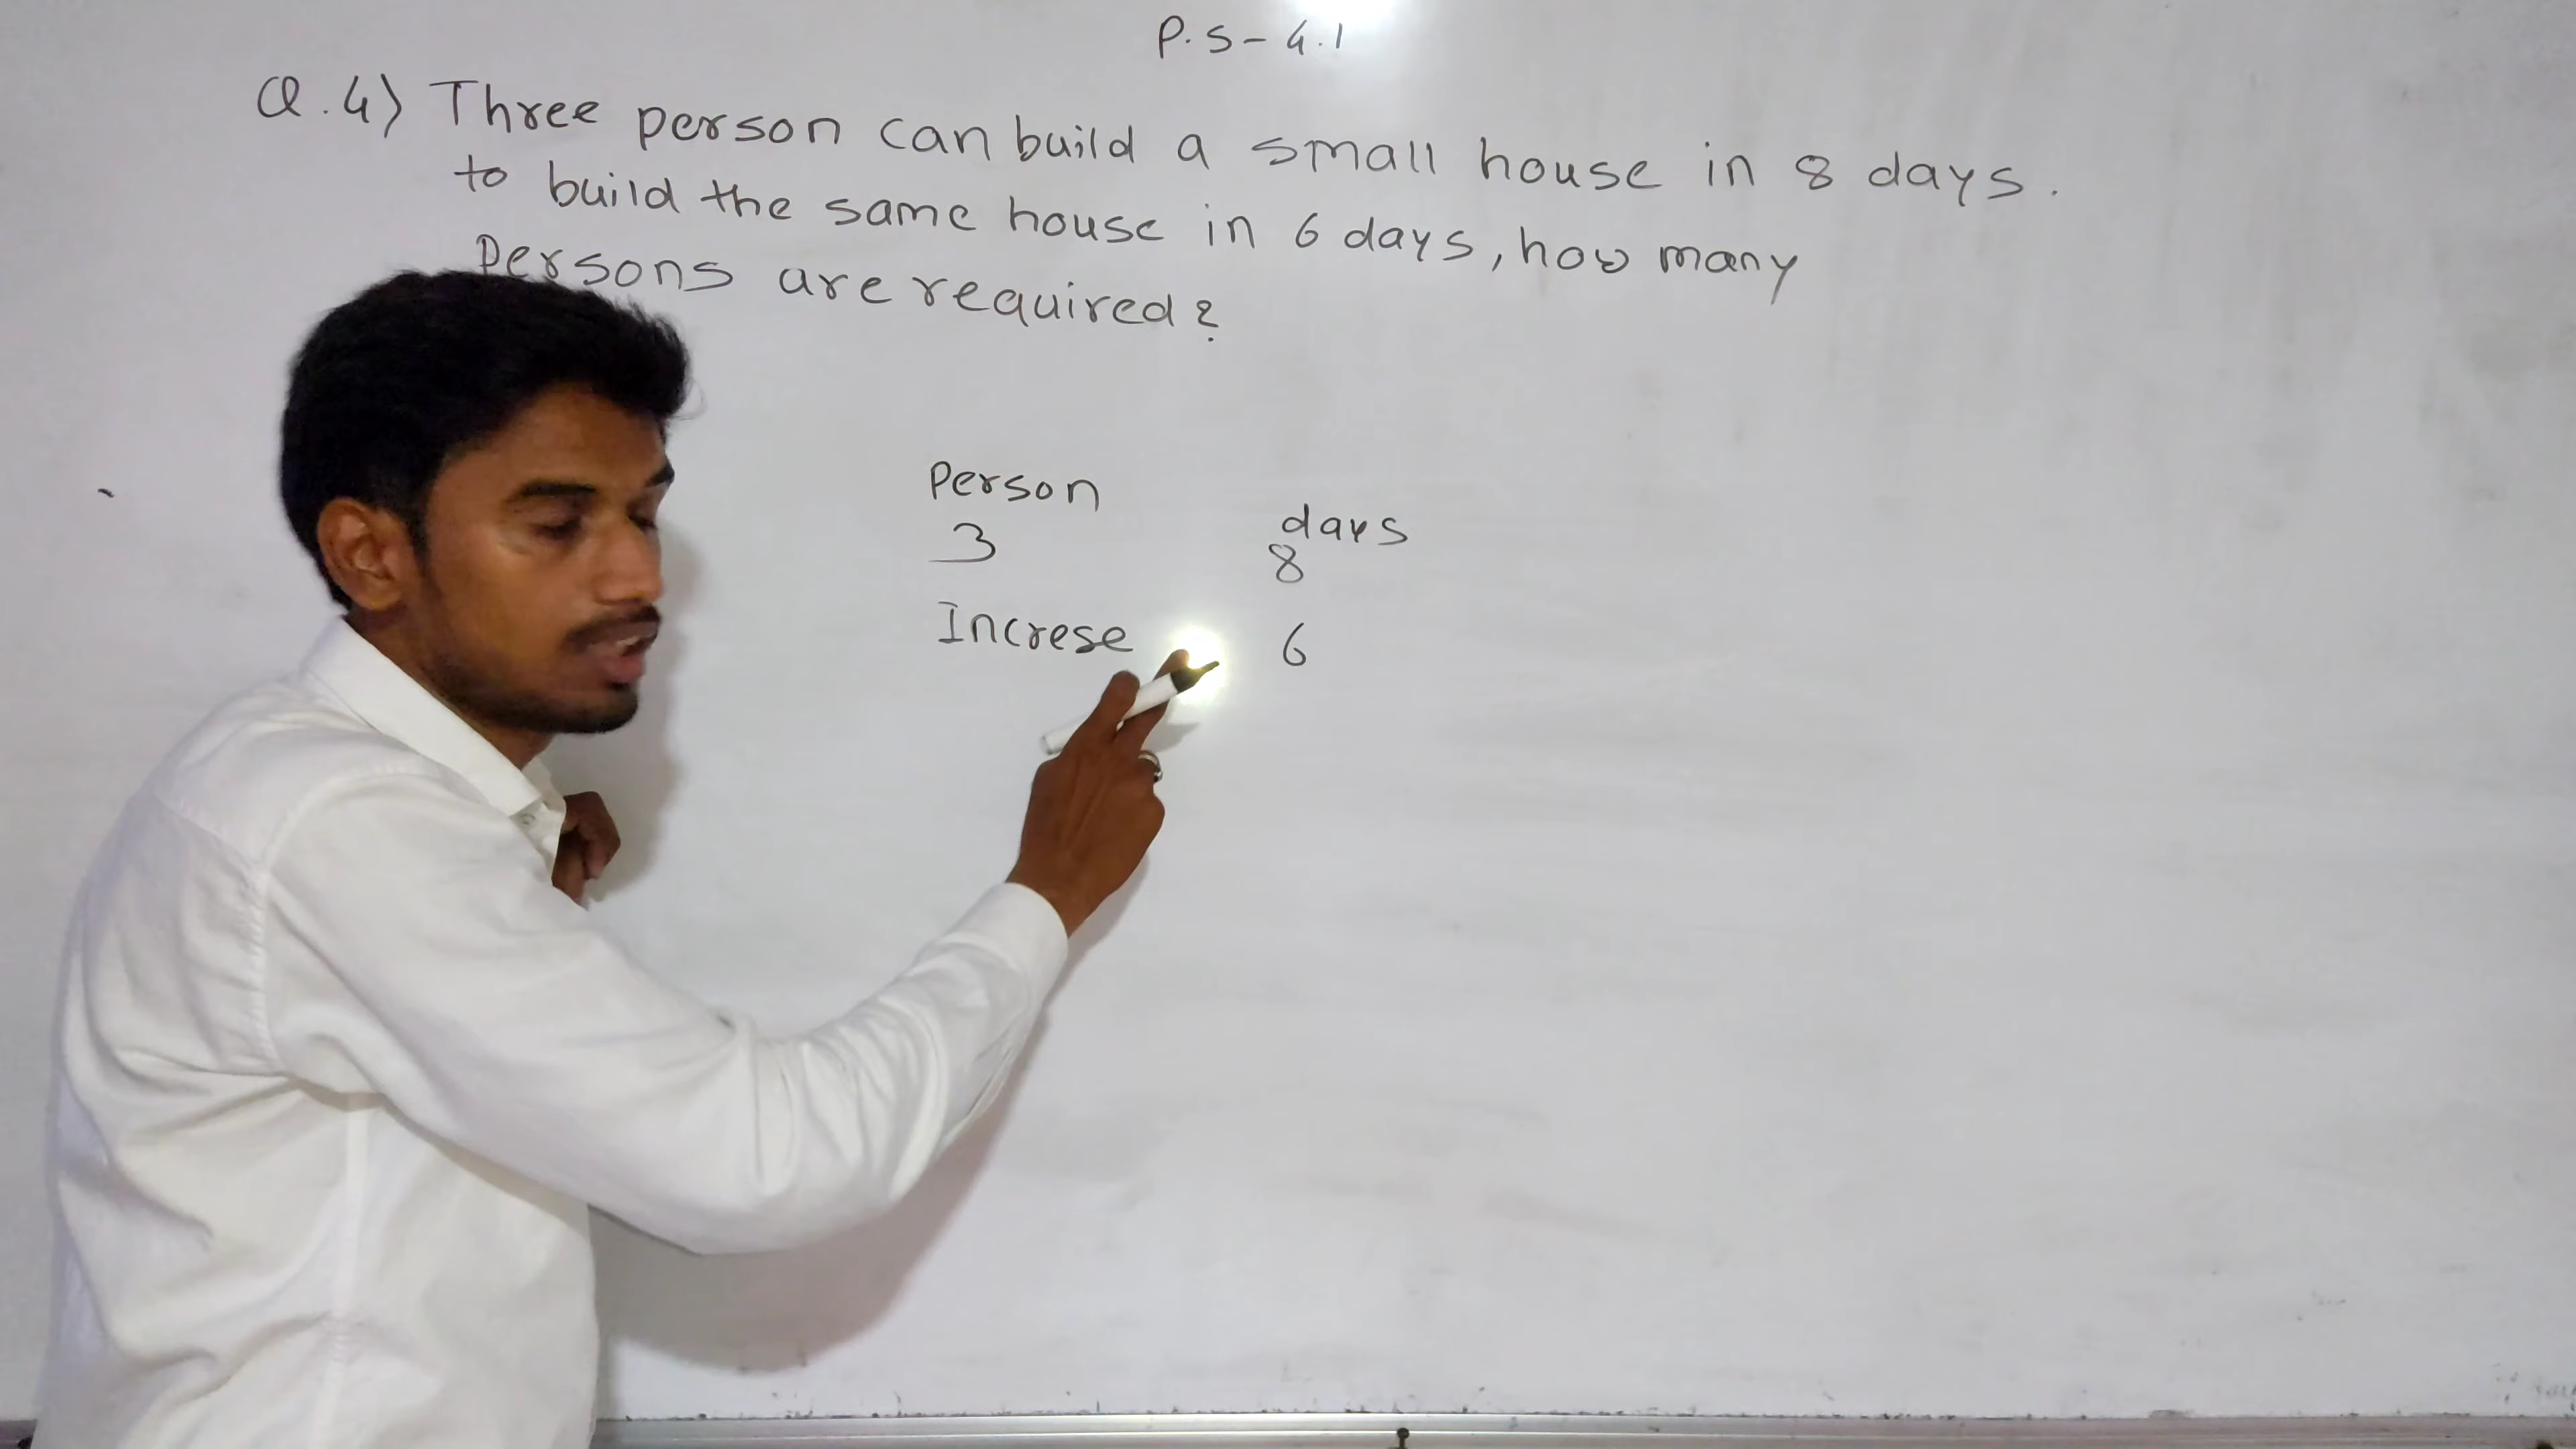 P.S-4.1
Q.4) Three person can build a small house in 8 days.
to build the same house in 6 days, how many
Persons are required?
Person
days
3
8
Increse
6